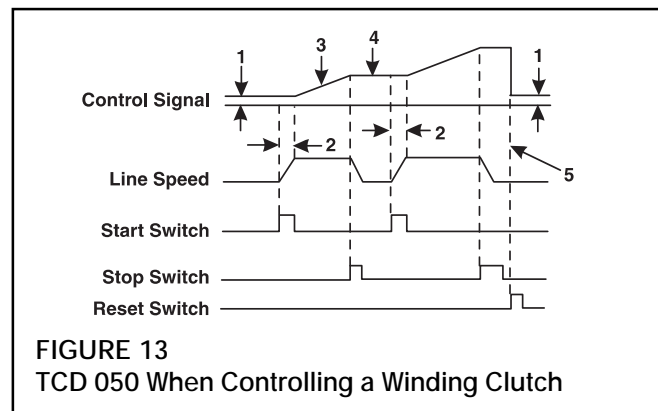 1
3
4
1
Control Signal
2
2
Line Speed
5
Start Switch
Stop Switch
Reset Switch
FIGURE 13
TCD 050 When Controlling a Winding Clutch